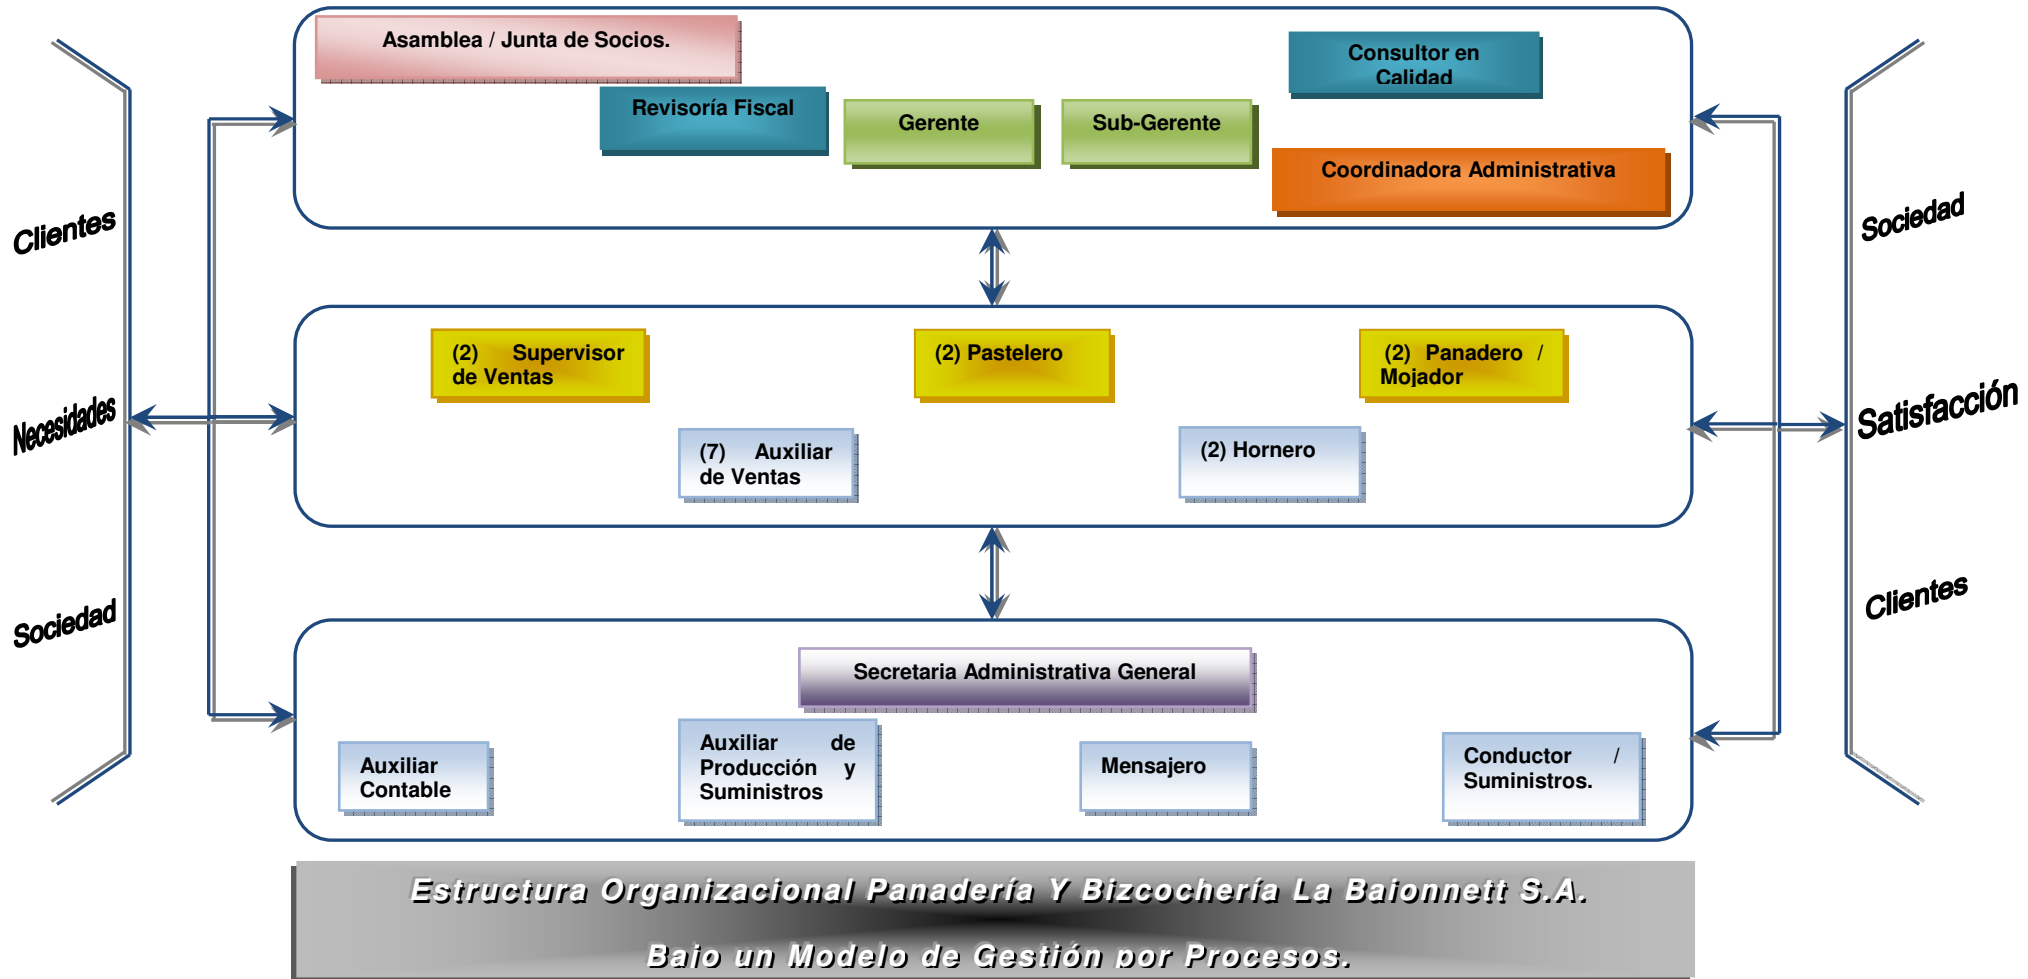 Asamblea / Junta de Socios.
Consultor en
Calidad
Revisoría Fiscal
Gerente
Sub-Gerente
Coordinadora Administrativa
Clientes
Necesidades
Sociedad
Sociedad
Satisfacción
Clientes
(2) Supervisor
de Ventas
(2) Pastelero
(2) Panadero /
Mojador
(7) Auxiliar
de Ventas
(2) Hornero
Secretaria Administrativa General
Auxiliar
Contable
Auxiliar de
Producción y
Suministros
Mensajero
Conductor /
Suministros.
Estructura Organizacional Panadería Y Bizcochería La Baionnett S.A.
Bajo un Modelo de Gestión por Procesos.